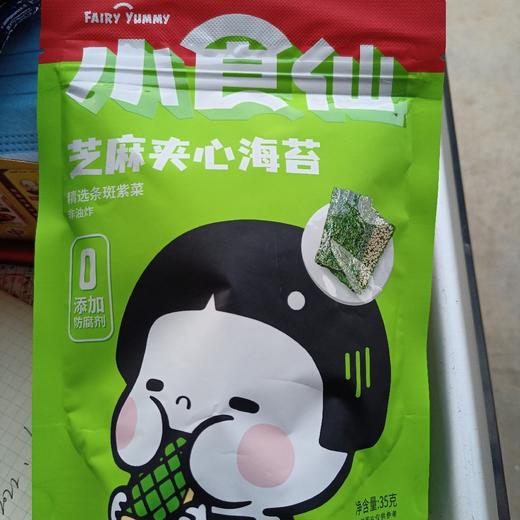 FAIRY YUMMY
小食仙
芝麻夹心海苔
精选条斑紫菜
非油炸
0
添加
防腐剂
净含量:35克
2022.